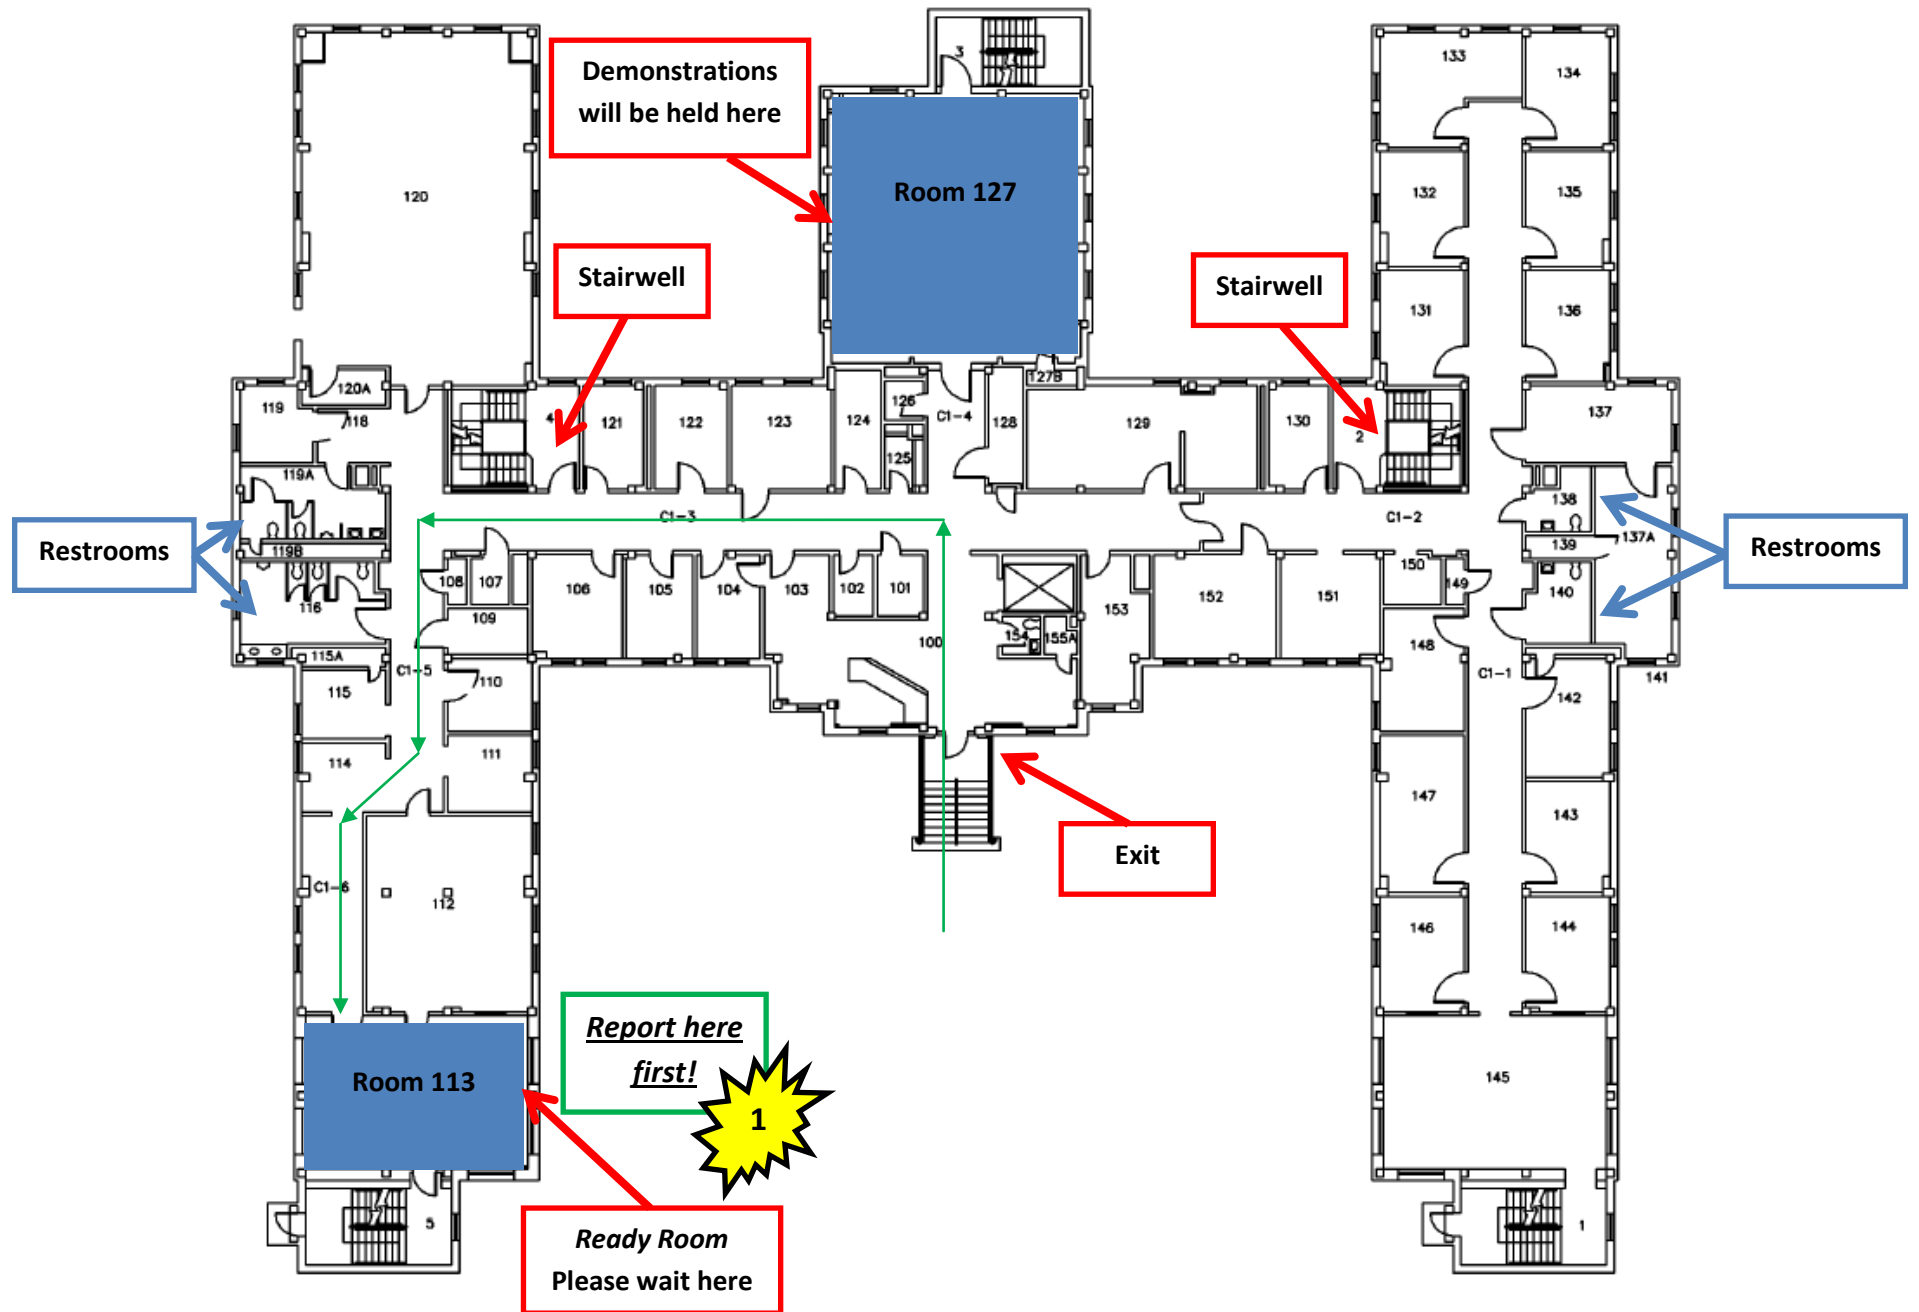 3
133
134
Demonstrations
will be held here
120
Room 127
132
135
Stairwell
Stairwell
131
136
120A
127B
119
118
4
121
122
123
124
126
C1-4
128
129
130
2
137
125
119A
138
C1-3
C1-2
Restrooms
119B
139
137A
Restrooms
108
107
106
105
104
103
102
101
153
152
151
150
149
140
116
109
100
154
155A
148
115A
C1-5
C1-1
115
110
142
141
114
111
147
143
Exit
C1-6
112
146
144
Report here
first!
Room 113
1
145
5
1
Ready Room
Please wait here